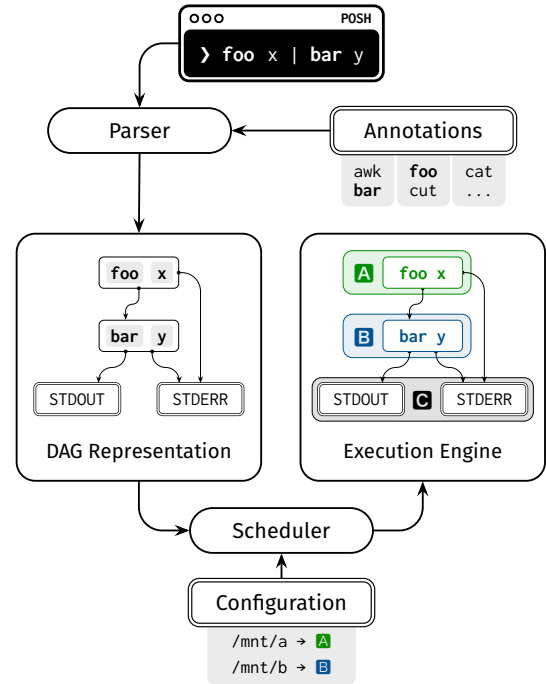 POSH
❯ foo x | bar y
Parser
Annotations
awk foo cat
bar cut ...
foo x
bar y
STDOUT STDERR
DAG Representation
A foo x
B bar y
STDOUT C STDERR
Execution Engine
Scheduler
Configuration
/mnt/a → A
/mnt/b → B